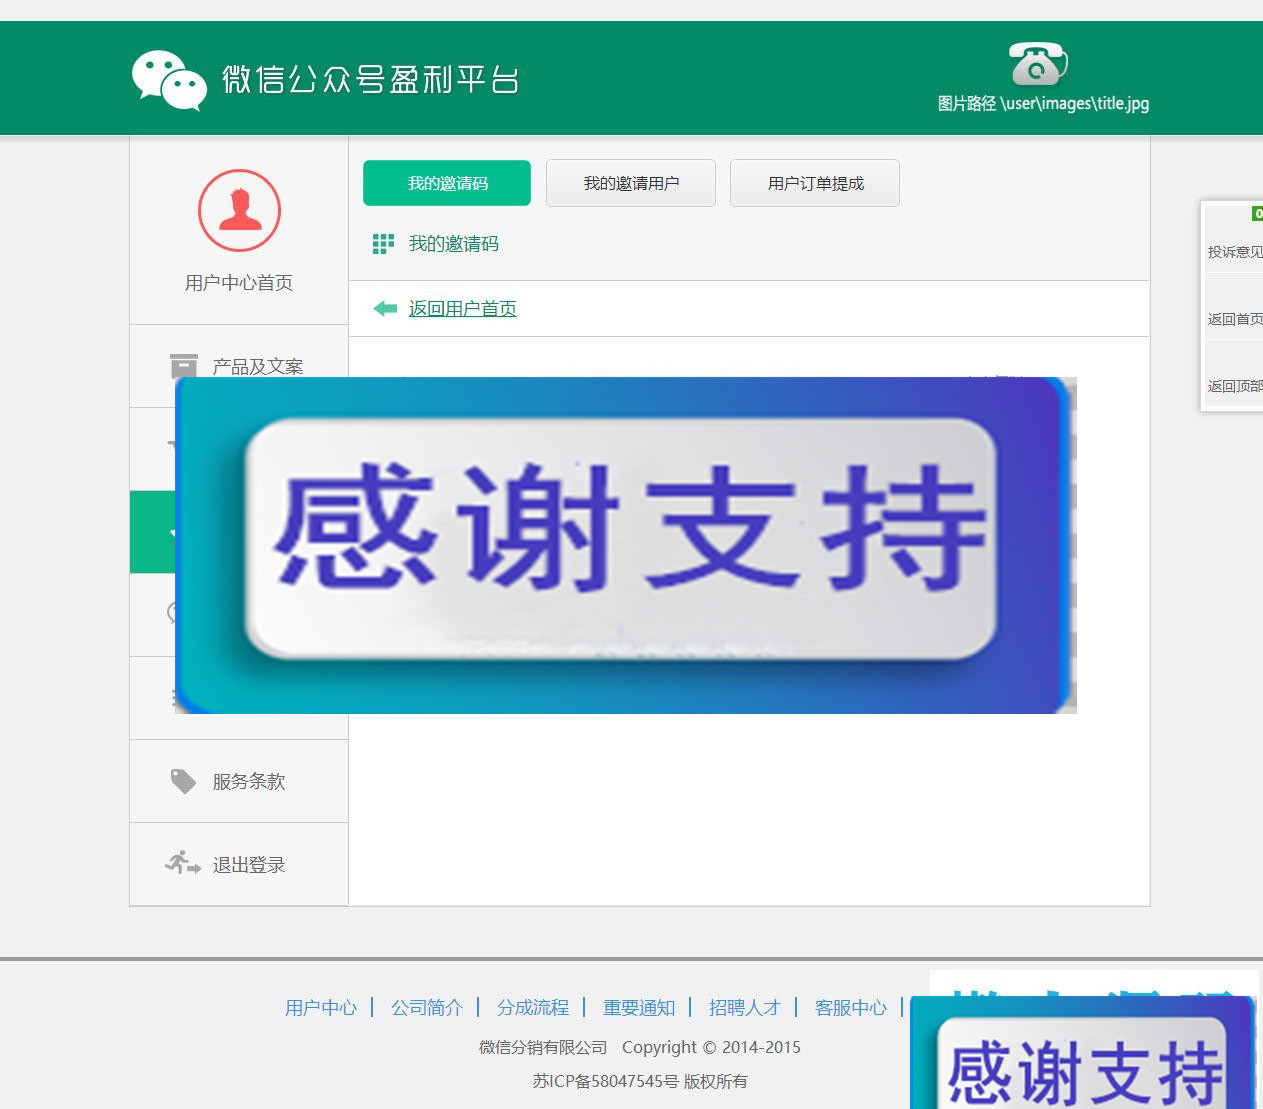 微信公众号盈利平台
图片路径 \user\images\title.jpg
我的邀请码
我的邀请用户
用户订单提成
用户中心首页
我的邀请码
返回用户首页
产品及文案
感谢支持
服务条款
退出登录
0
投诉意见
返回首页
返回顶部
用户中心
公司简介
分成流程
重要通知
招聘人才
客服中心
微信分销有限公司 Copyright © 2014-2015
苏ICP备58047545号 版权所有
感谢支持